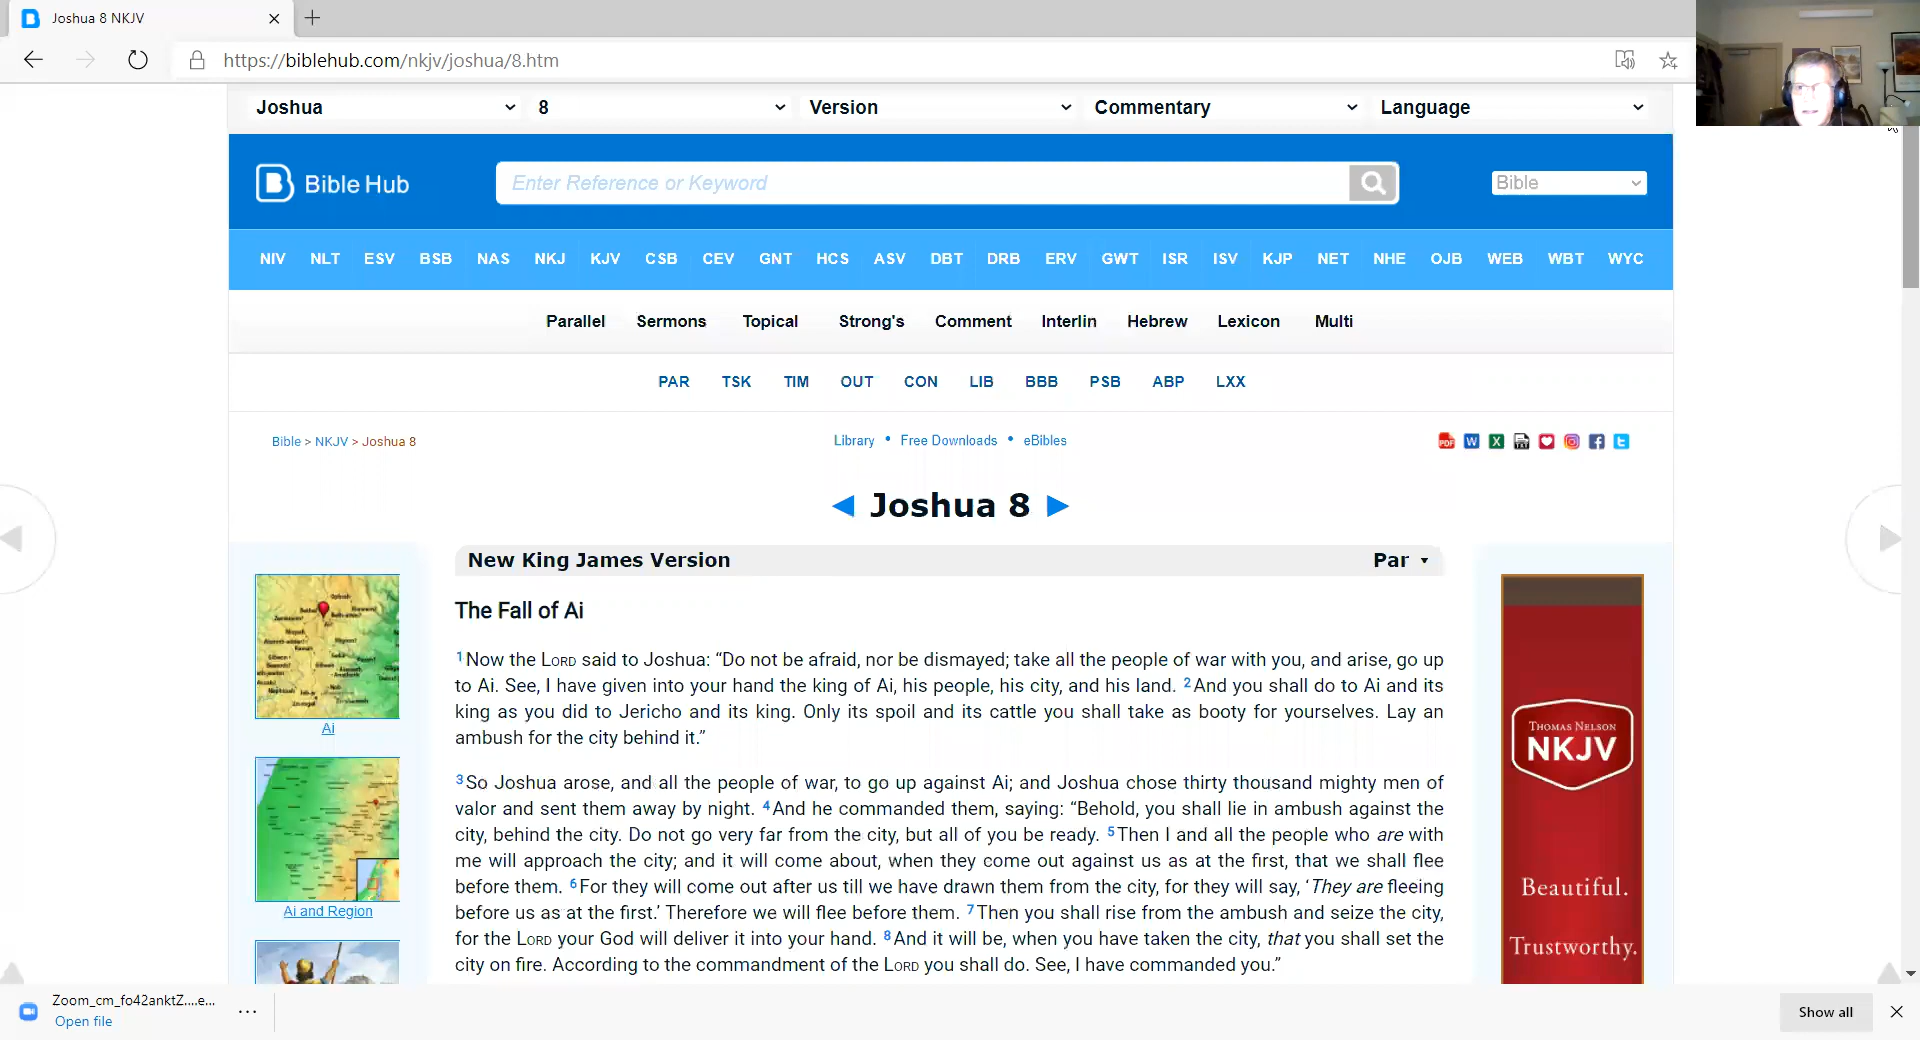 Joshua 8 NKJV
https://biblehub.com/nkjv/joshua/8.htm
Joshua 8 Version Commentary Language
Bible Hub Enter Reference or Keyword Bible
NIV NLT ESV BSB NAS NKJ KJV CSB CEV GNT HCS ASV DBT DRB ERV GWT ISR ISV KJP NET NHE OJB WEB WBT WYC
Parallel Sermons Topical Strong's Comment Interlin Hebrew Lexicon Multi
PAR TSK TIM OUT CON LIB BBB PSB ABP LXX
Bible > NKJV > Joshua 8 Library • Free Downloads • eBibles
◄ Joshua 8 ►
New King James Version Par ▾
The Fall of Ai
1Now the LORD said to Joshua: “Do not be afraid, nor be dismayed; take all the people of war with you, and arise, go up
to Ai. See, I have given into your hand the king of Ai, his people, his city, and his land. 2And you shall do to Ai and its
king as you did to Jericho and its king. Only its spoil and its cattle you shall take as booty for yourselves. Lay an
ambush for the city behind it.”
3So Joshua arose, and all the people of war, to go up against Ai; and Joshua chose thirty thousand mighty men of
valor and sent them away by night. 4And he commanded them, saying: “Behold, you shall lie in ambush against the
city, behind the city. Do not go very far from the city, but all of you be ready. 5Then I and all the people who are with
me will approach the city; and it will come about, when they come out against us as at the first, that we shall flee
before them. 6For they will come out after us till we have drawn them from the city, for they will say, ‘They are fleeing
before us as at the first.’ Therefore we will flee before them. 7Then you shall rise from the ambush and seize the city,
for the LORD your God will deliver it into your hand. 8And it will be, when you have taken the city, that you shall set the
city on fire. According to the commandment of the LORD you shall do. See, I have commanded you.”
Ai
Ai and Region
THOMAS NELSON
NKJV
Beautiful.
Trustworthy.
Zoom_cm_fo42anktZ....e...
Open file
Show all